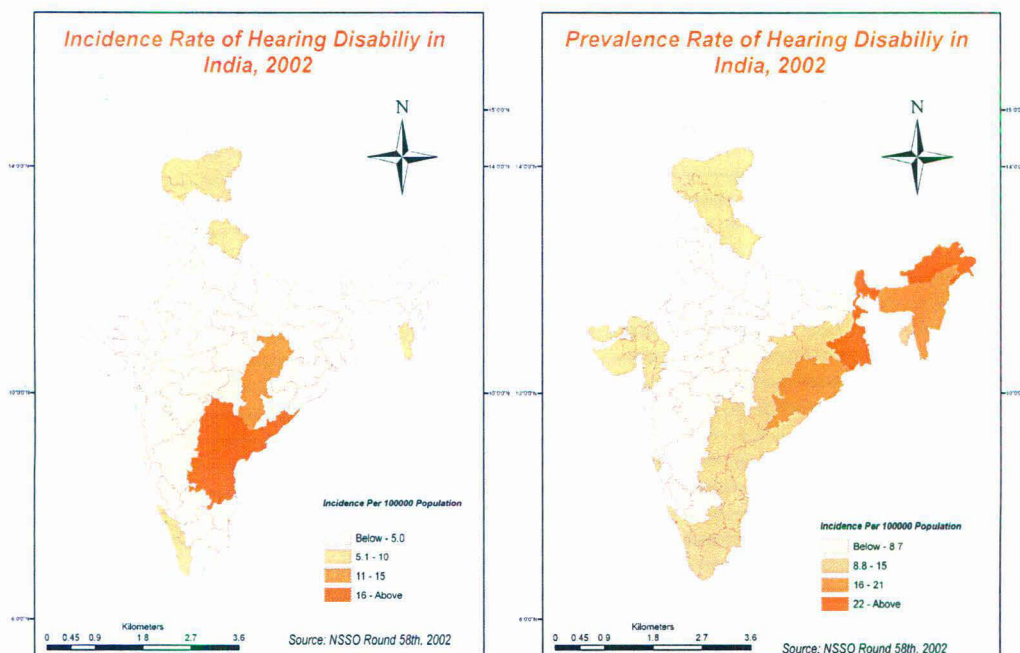 Incidence Rate of Hearing Disabiliy in
India, 2002
N
Incidence Per 100000 Population
Below - 5.0
5.1 - 10
11 - 15
16 - Above
Kilometers
0 0.45 0.9 1.8 2.7 3.6
Source: NSSO Round 58th, 2002
Prevalence Rate of Hearing Disabiliy in
India, 2002
N
Incidence Per 100000 Population
Below - 8.7
8.8 - 15
16 - 21
22 - Above
Kilometers
0 0.45 0.9 1.8 2.7 3.6
Source: NSSO Round 58th, 2002